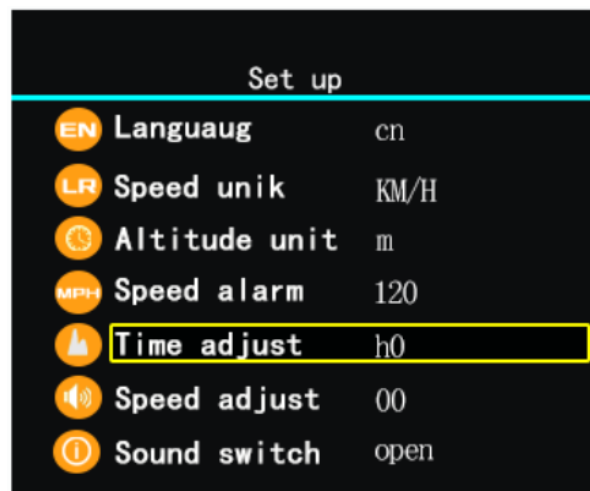 Set up
EN Languaug cn
LR Speed unik KM/H
Altitude unit m
MPH Speed alarm 120
Time adjust h0
Speed adjust 00
Sound switch open